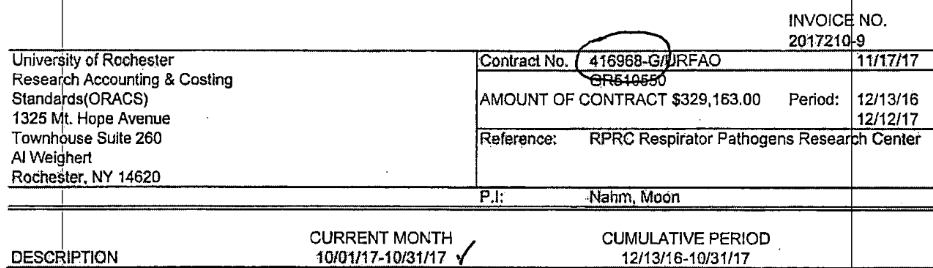 INVOICE NO.
2017210-9
University of Rochester
Research Accounting & Costing
Standards(ORACS)
1325 Mt. Hope Avenue
Townhouse Suite 260
Al Weighert
Rochester, NY 14620
Contract No. 416968-G/URFAO 11/17/17
GR510550
AMOUNT OF CONTRACT $329,163.00 Period: 12/13/16
12/12/17
Reference: RPRC Respirator Pathogens Research Center
P.I: Nahm, Moon
CURRENT MONTH CUMULATIVE PERIOD
DESCRIPTION 10/01/17-10/31/17 ✓ 12/13/16-10/31/17